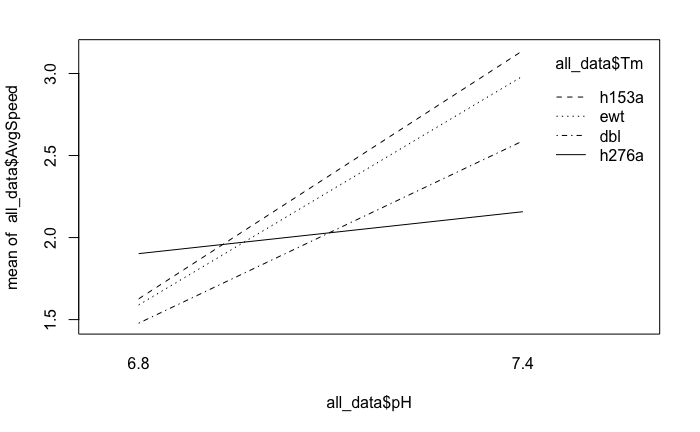 mean of  all_data$AvgSpeed
3.0
2.5
2.0
1.5
all_data$Tm
h153a
ewt
dbl
h276a
6.8
7.4
all_data$pH